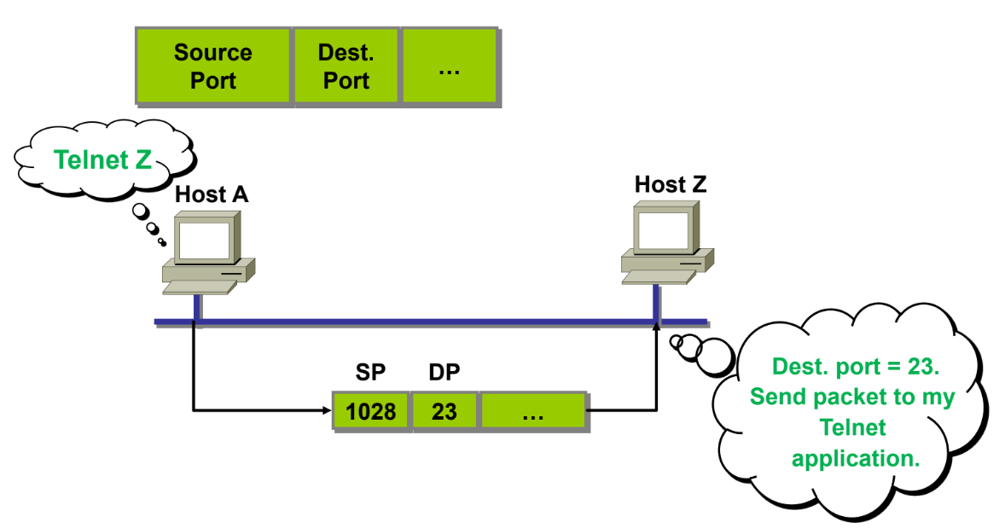 Source Dest. …
Port Port
Telnet Z
Host A
Host Z
SP DP
1028 23 …
Dest. port = 23.
Send packet to my
Telnet
application.